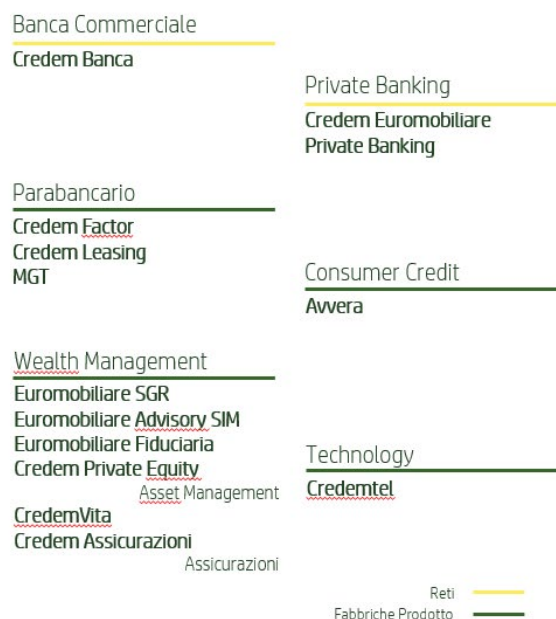 Banca Commerciale
Credem Banca
Private Banking
Credem Euromobiliare
Private Banking
Parabancario
Credem Factor
Credem Leasing
MGT
Consumer Credit
Avvera
Wealth Management
Euromobiliare SGR
Euromobiliare Advisory SIM
Euromobiliare Fiduciaria
Credem Private Equity
Asset Management
CredemVita
Credem Assicurazioni
Assicurazioni
Technology
Credemtel
Reti
Fabbriche Prodotto